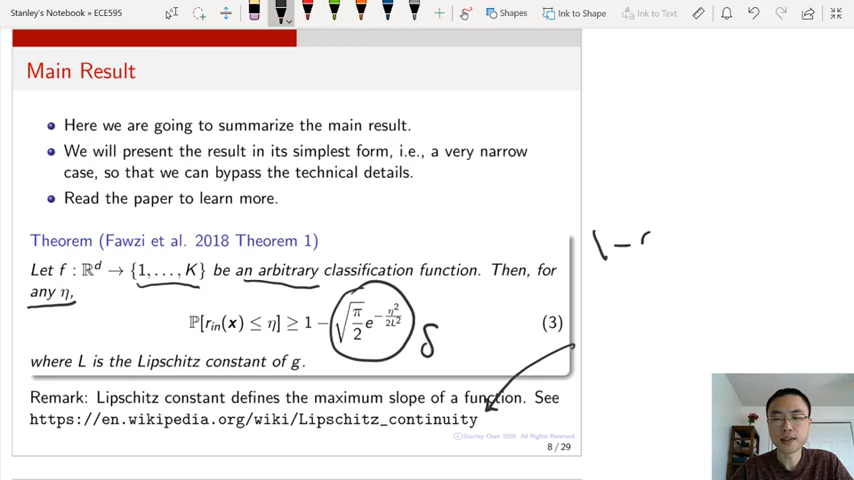 Stanley's Notebook » ECE595
Shapes
Ink to Shape
Ink to Text
Main Result
Here we are going to summarize the main result.
We will present the result in its simplest form, i.e., a very narrow
case, so that we can bypass the technical details.
Read the paper to learn more.
Theorem (Fawzi et al. 2018 Theorem 1)
Let f : ℝᵈ → {1, . . . , K} be an arbitrary classification function. Then, for
any η,
ℙ[r_in(x) ≤ η] ≥ 1 − √(π/2) e^(−η²/2L²) (3)
δ
1 –
where L is the Lipschitz constant of g.
Remark: Lipschitz constant defines the maximum slope of a function. See
https://en.wikipedia.org/wiki/Lipschitz_continuity
©Stanley Chan 2020. All Rights Reserved.
8 / 29